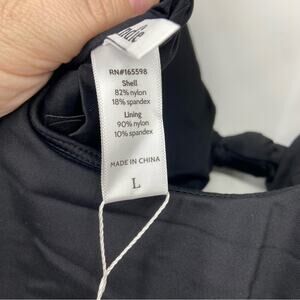 RN#165598
Shell
82% nylon
18% spandex
Lining
90% nylon
10% spandex
MADE IN CHINA
L